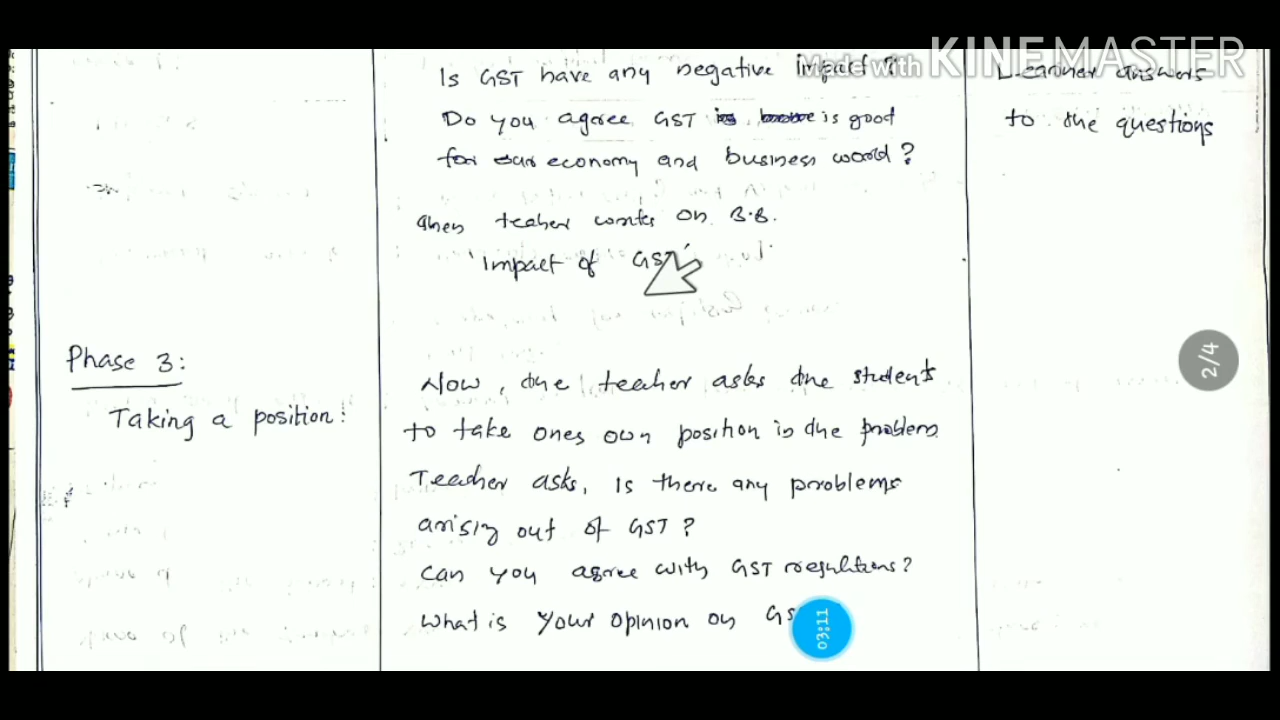 Made with KINEMASTER
Is GST have any negative impact?
Do you agree GST is good
for our economy and business world?
then teaher writes on B.B.
'Impact of GST'
Learner answers
to the questions
Phase 3:
Taking a position:
Now, the teacher asks the students
to take ones own position in the problem.
Teacher asks, is there any problems
arising out of GST?
Can you agree with GST regulations?
What is your opinion on GS
2/4
03:11